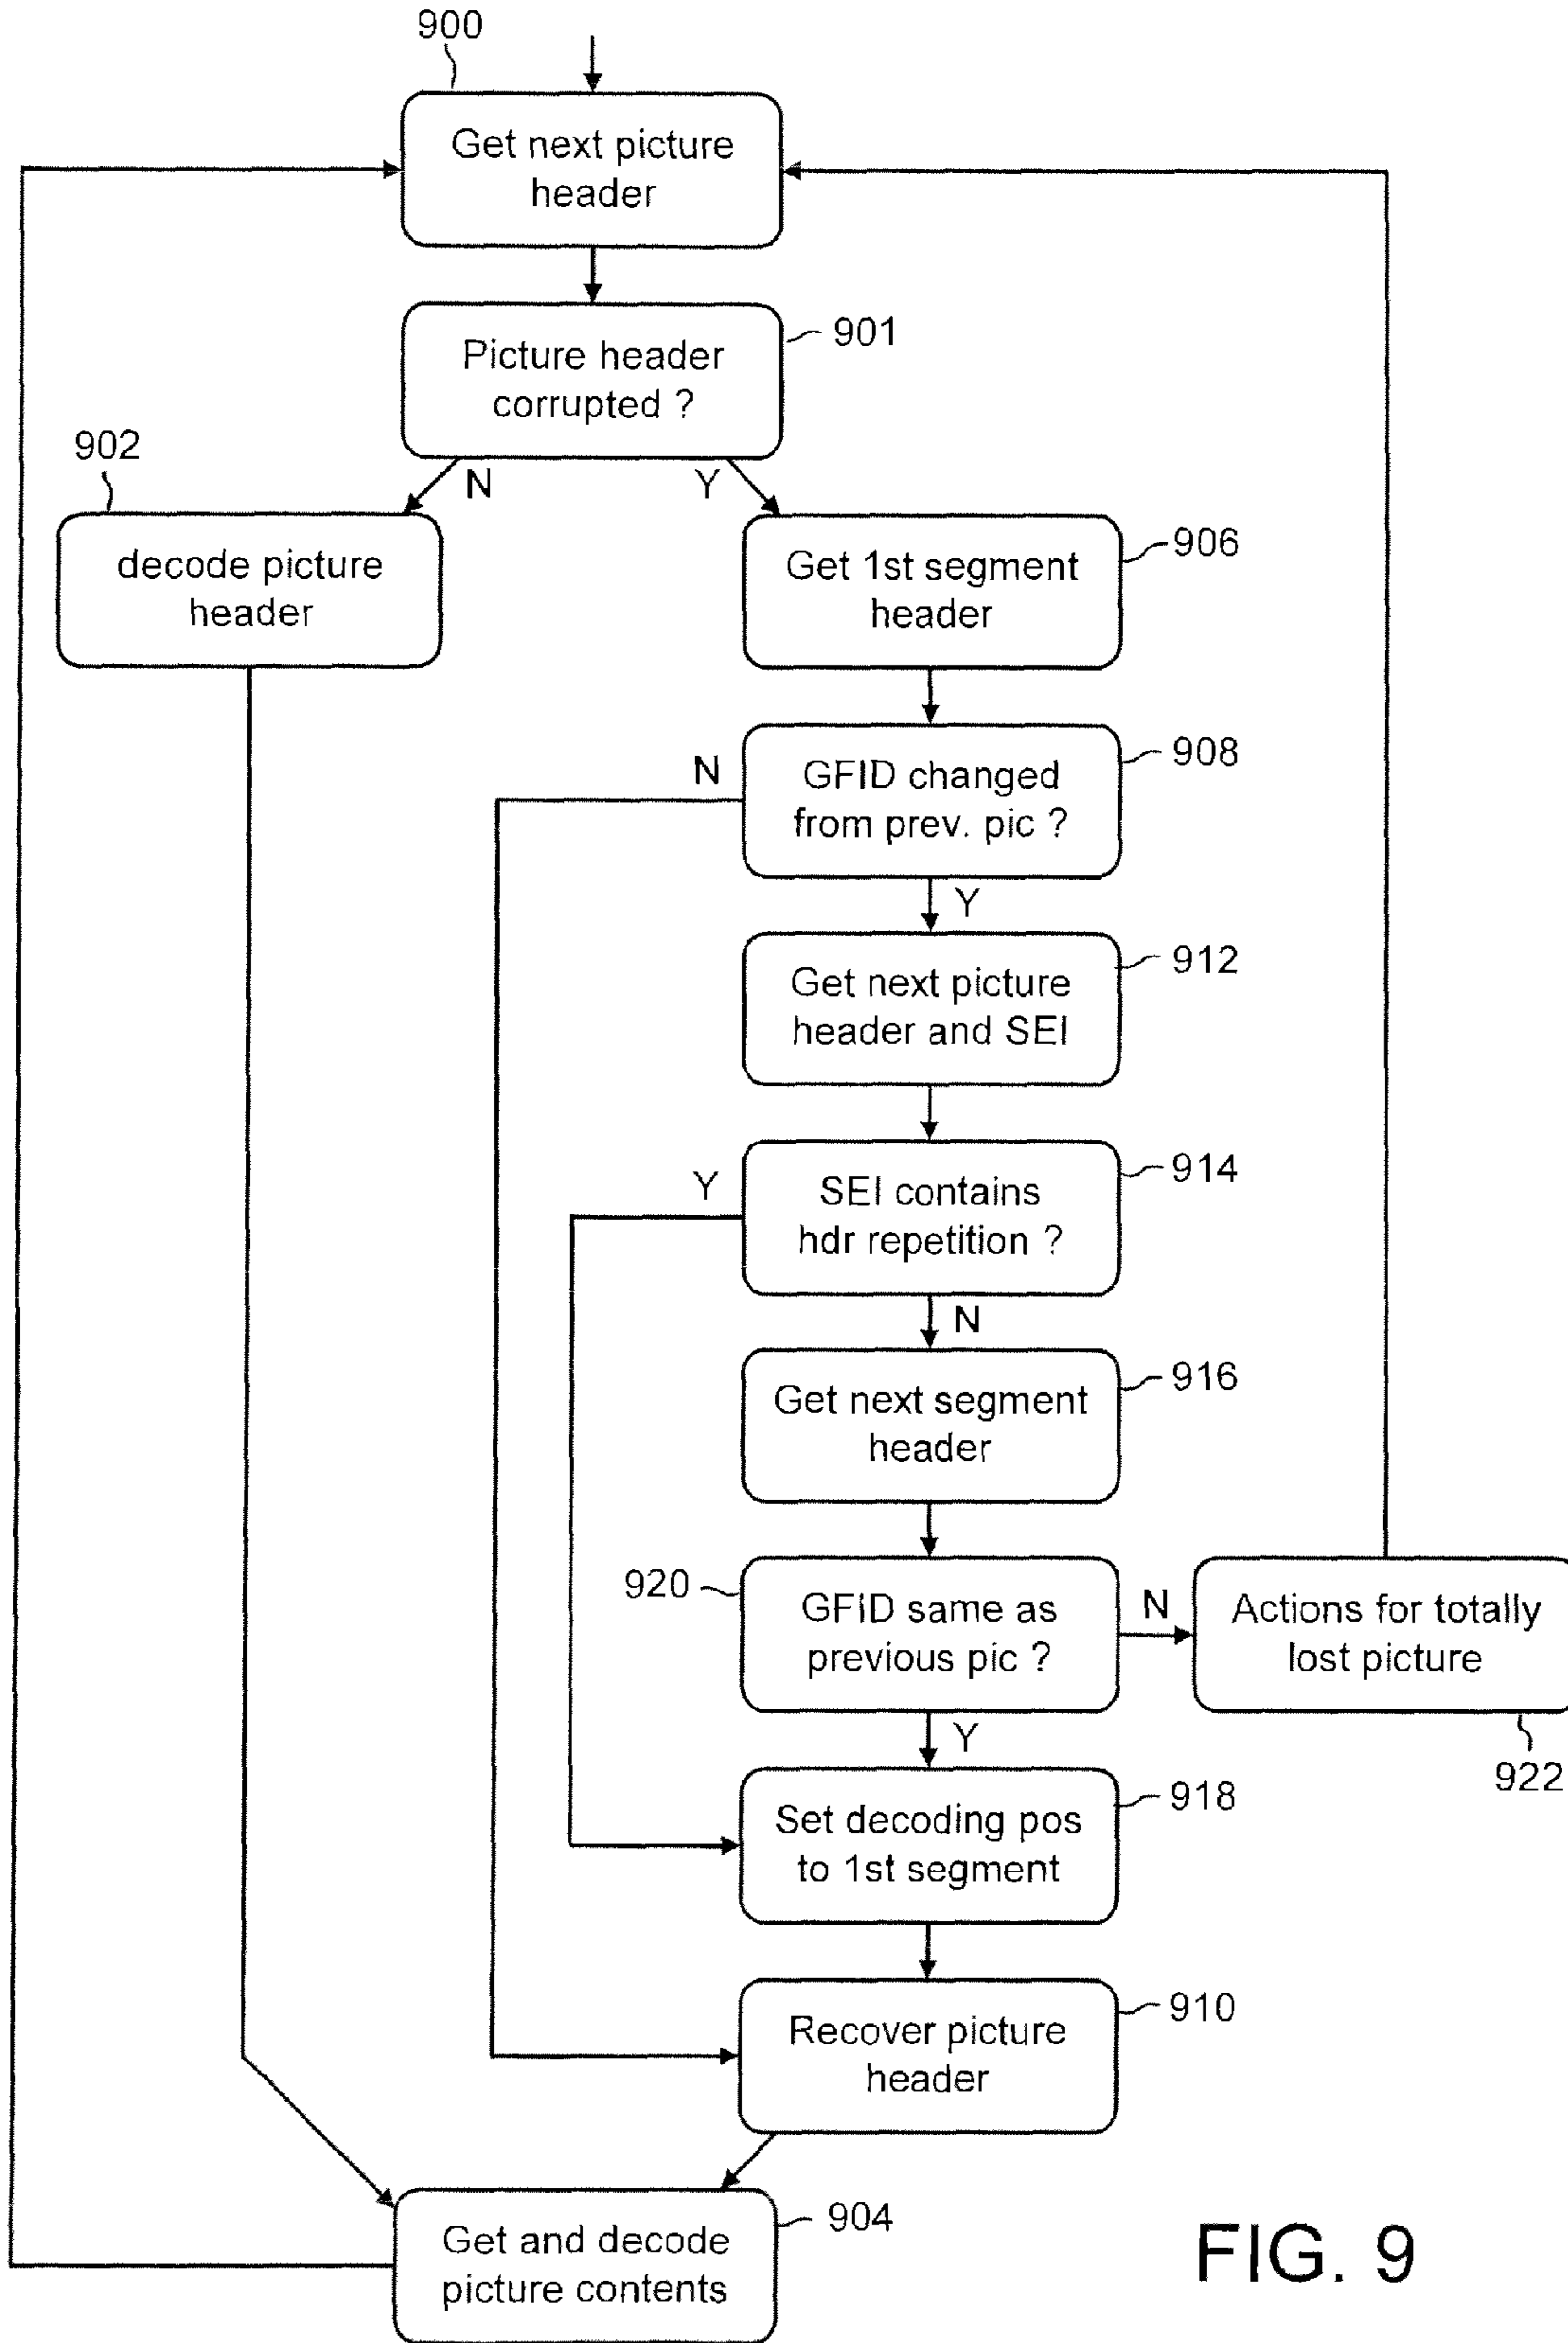 900
Get next picture
header
Picture header
corrupted ?
901
902
N
Y
decode picture
header
Get 1st segment
header
906
N
GFID changed
from prev. pic ?
908
Y
Get next picture
header and SEI
912
Y
SEI contains
hdr repetition ?
914
N
Get next segment
header
916
920
GFID same as
previous pic ?
N
Actions for totally
lost picture
922
Y
Set decoding pos
to 1st segment
918
Recover picture
header
910
Get and decode
picture contents
904
FIG. 9